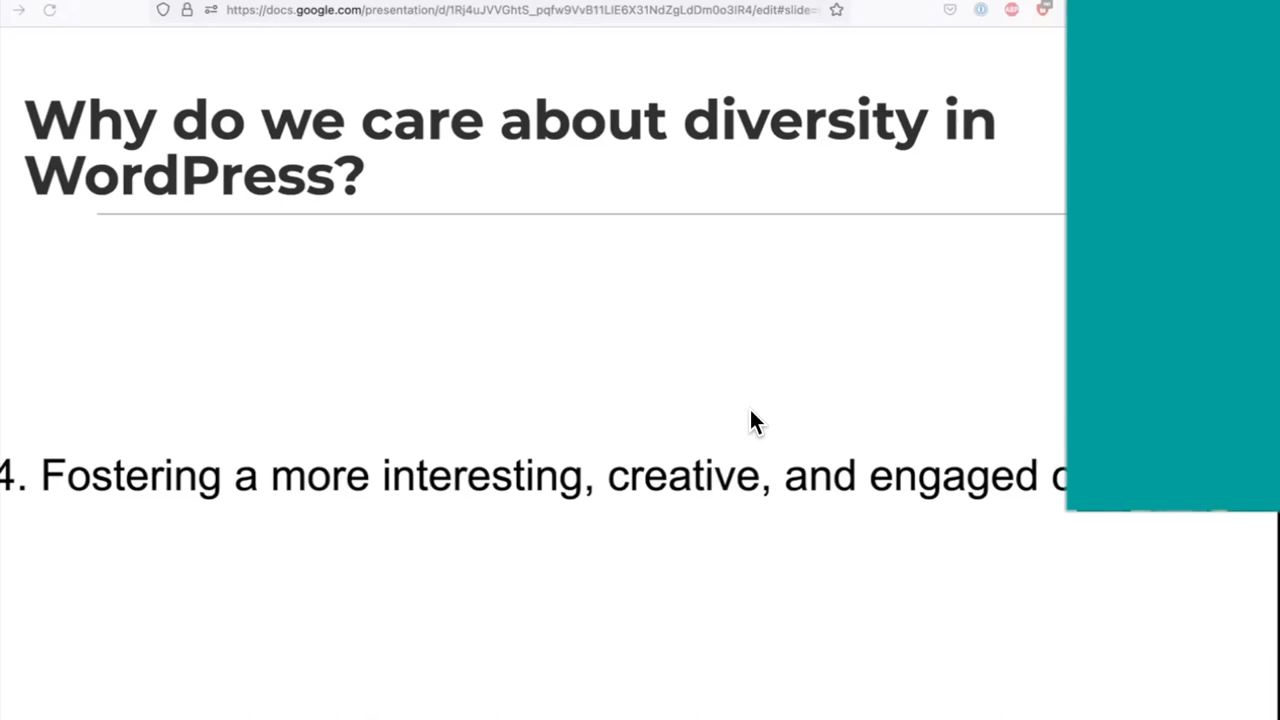 https://docs.google.com/presentation/d/1Rj4uJVVGhtS_pqfw9VvB11LIE6X31NdZgLdDm0o3lR4/edit#slide=
Why do we care about diversity in
WordPress?
4. Fostering a more interesting, creative, and engaged